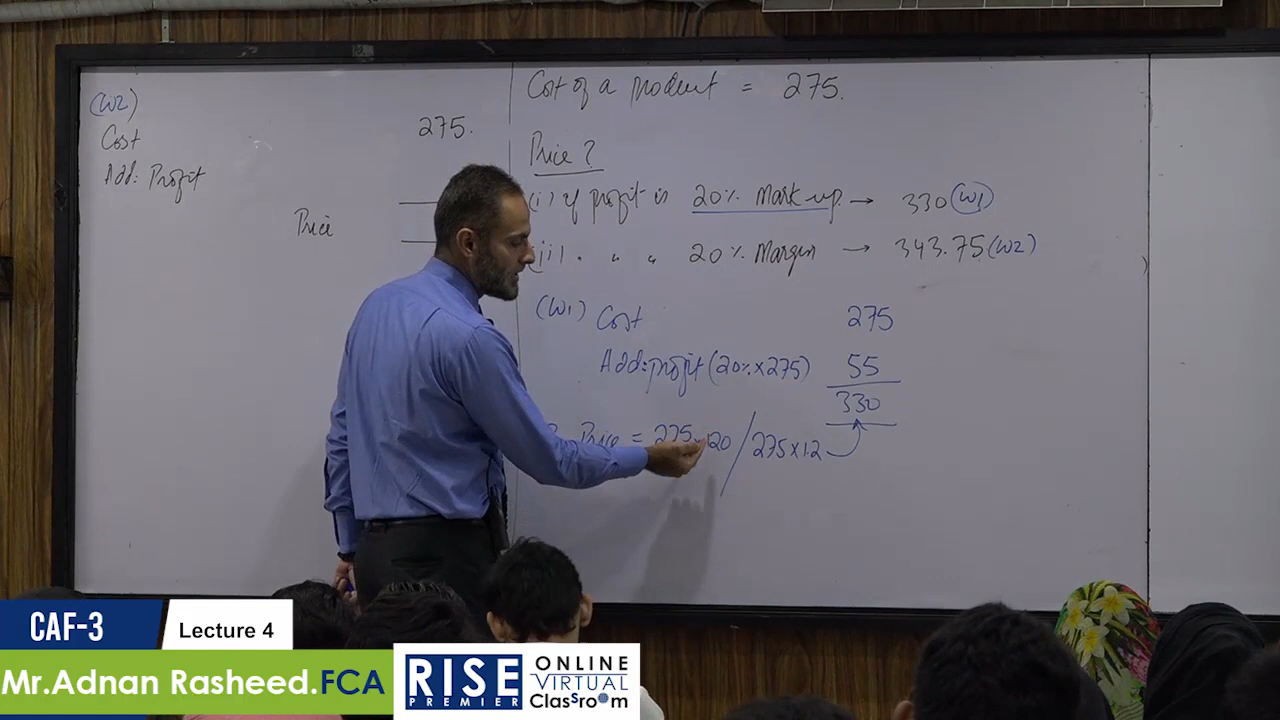 (W2)
Cost 275.
Add: Profit
Price
Cost of a product = 275.
Price?
(i) if profit is 20% Mark-up → 330 (W1)
(ii) " " " 20% Margin → 343.75 (W2)
(W1) Cost 275
Add: profit (20% x 275) 55
330
Price = 275 x 120 / 275 x 1.2
CAF-3
Lecture 4
Mr.Adnan Rasheed.FCA
RISE
PREMIER
ONLINE
VIRTUAL
Classroom